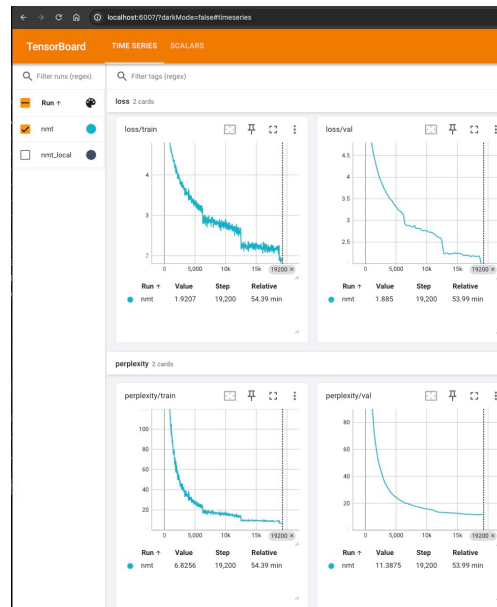 localhost:6007/?darkMode=false#timeseries
TensorBoard
TIME SERIES SCALARS
Filter runs (regex)
Filter tags (regex)
Run ↑
nmt
nmt_local
loss 2 cards
loss/train
4
3
2
0 5,000 10k 15k 19200 ×
Run ↑ Value Step Relative
nmt 1.9207 19,200 54.39 min
loss/val
4.5
4
3.5
3
2.5
0 5,000 10k 15k 19200 ×
Run ↑ Value Step Relative
nmt 1.885 19,200 53.99 min
perplexity 2 cards
perplexity/train
100
80
60
40
20
0 5,000 10k 15k 19200 ×
Run ↑ Value Step Relative
nmt 6.8256 19,200 54.39 min
perplexity/val
80
60
40
20
0 5,000 10k 15k 19200 ×
Run ↑ Value Step Relative
nmt 11.3875 19,200 53.99 min